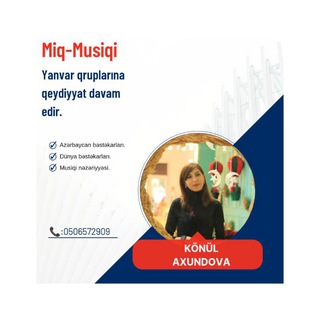 Miq-Musiqi
Yanvar qruplarına
qeydiyyat davam
edir.
Azərbaycan bəstəkarları.
Dünya bəstəkarları.
Musiqi nəzəriyyəsi.
:0506572909
KÖNÜL
AXUNDOVA